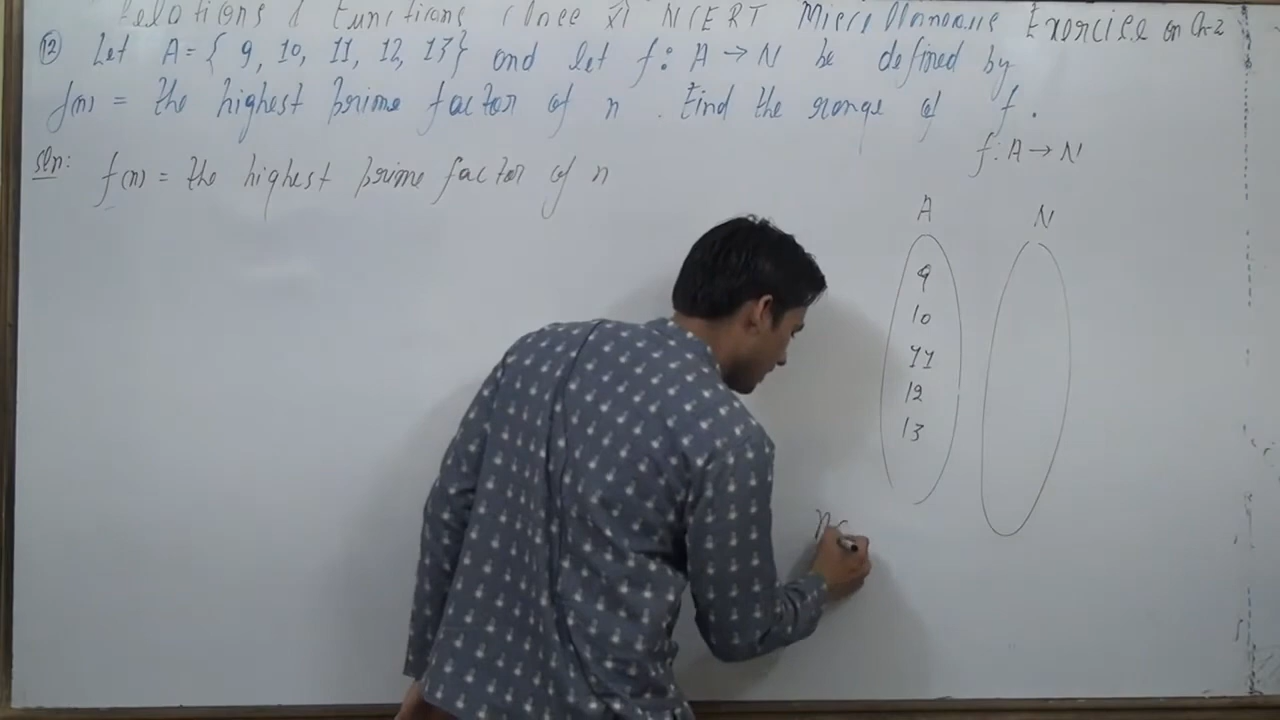 Relations & Functions Class XI NCERT Miscellaneous Exercise on Ch-2
(12) Let A = { 9, 10, 11, 12, 13} and let f: A → N be defined by
f(n) = the highest prime factor of n . Find the range of f.
f: A → N
Soln: f(n) = the highest prime factor of n
A N
9
10
11
12
13
n